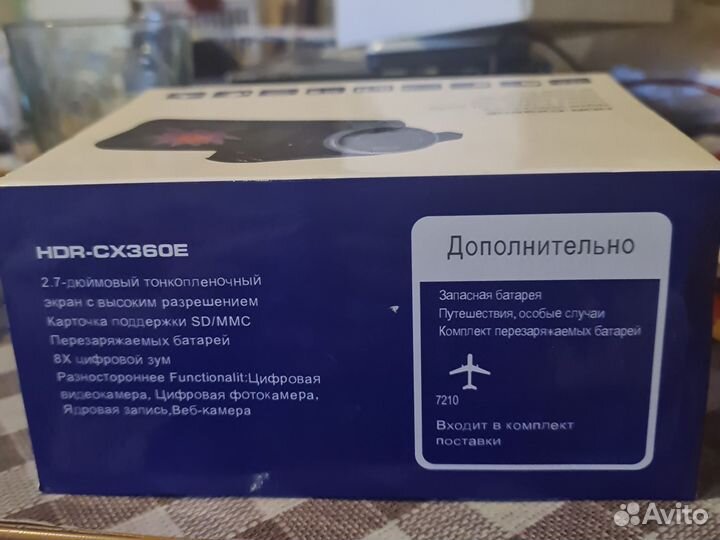 HDR-CX360E
2.7-дюймовый тонкопленочный
экран с высоким разрешением
Карточка поддержки SD/MMC
Перезаряжаемых батарей
8X цифровой зум
Разностороннее Functionalit:Цифровая
видеокамера, Цифровая фотокамера,
Ядровая запись,Веб-камера
Дополнительно
Запасная батарея
Путешествия, особые случаи
Комплект перезаряжаемых батарей
7210
Входит в комплект
поставки
Avito